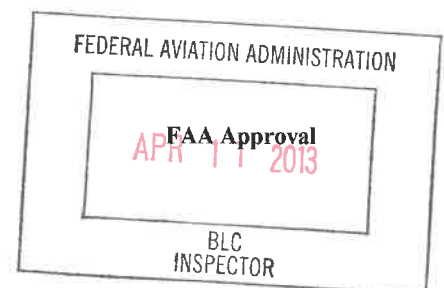 FEDERAL AVIATION ADMINISTRATION
FAA Approval
APR 11 2013
BLC
INSPECTOR